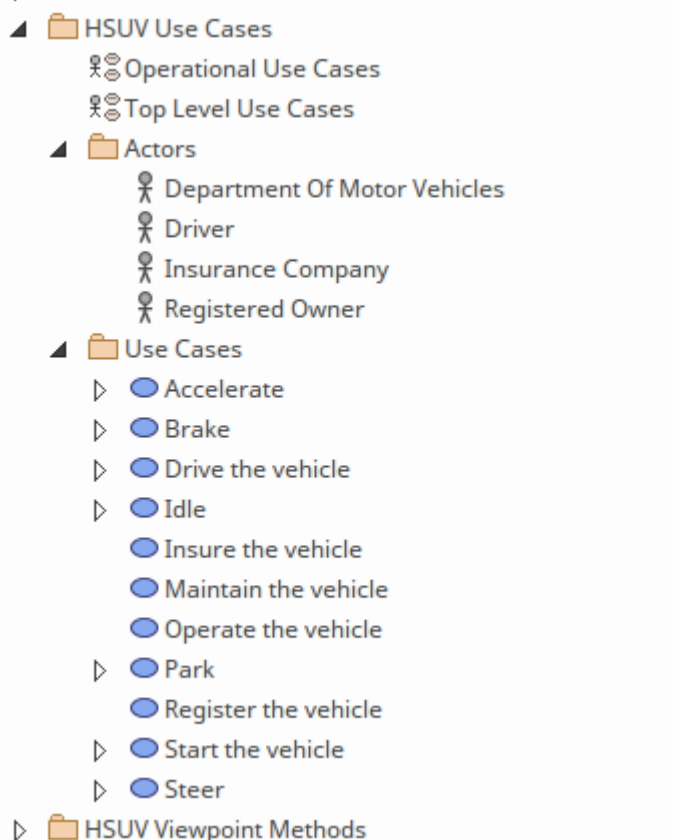 HSUV Use Cases
Operational Use Cases
Top Level Use Cases
Actors
Department Of Motor Vehicles
Driver
Insurance Company
Registered Owner
Use Cases
Accelerate
Brake
Drive the vehicle
Idle
Insure the vehicle
Maintain the vehicle
Operate the vehicle
Park
Register the vehicle
Start the vehicle
Steer
HSUV Viewpoint Methods